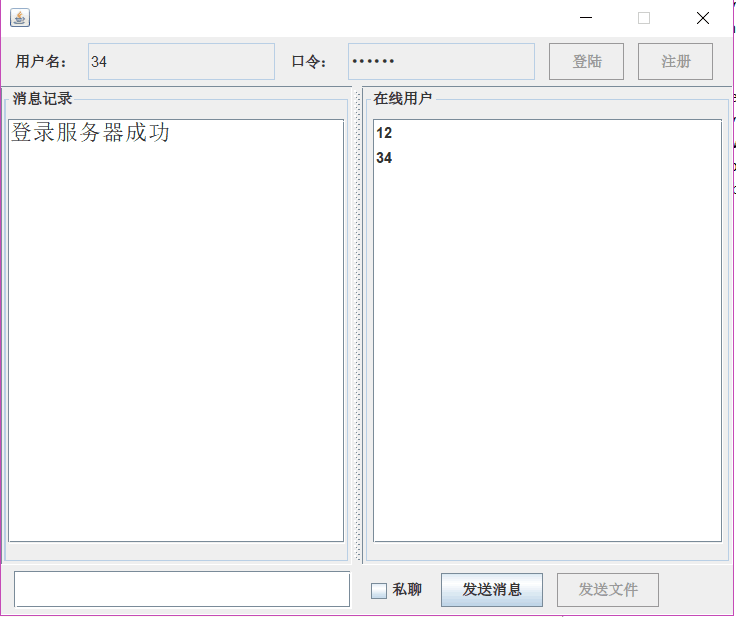 用户名： 34 口令： •••••• 登陆 注册
消息记录 在线用户
登录服务器成功
12
34
私聊 发送消息 发送文件